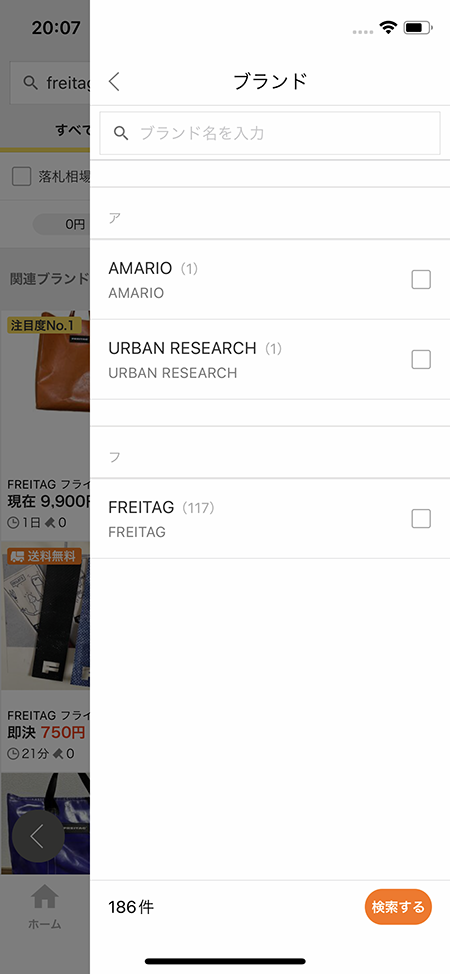 20:07
freitag
すべて
落札相場
0円
関連ブランド
注目度No.1
FREITAG フライ
現在 9,900円
1日 0
送料無料
F
FREITAG フライ
即決 750円
21分 0
ホーム
ブランド
ブランド名を入力
ア
AMARIO (1)
AMARIO
URBAN RESEARCH (1)
URBAN RESEARCH
フ
FREITAG (117)
FREITAG
186件
検索する